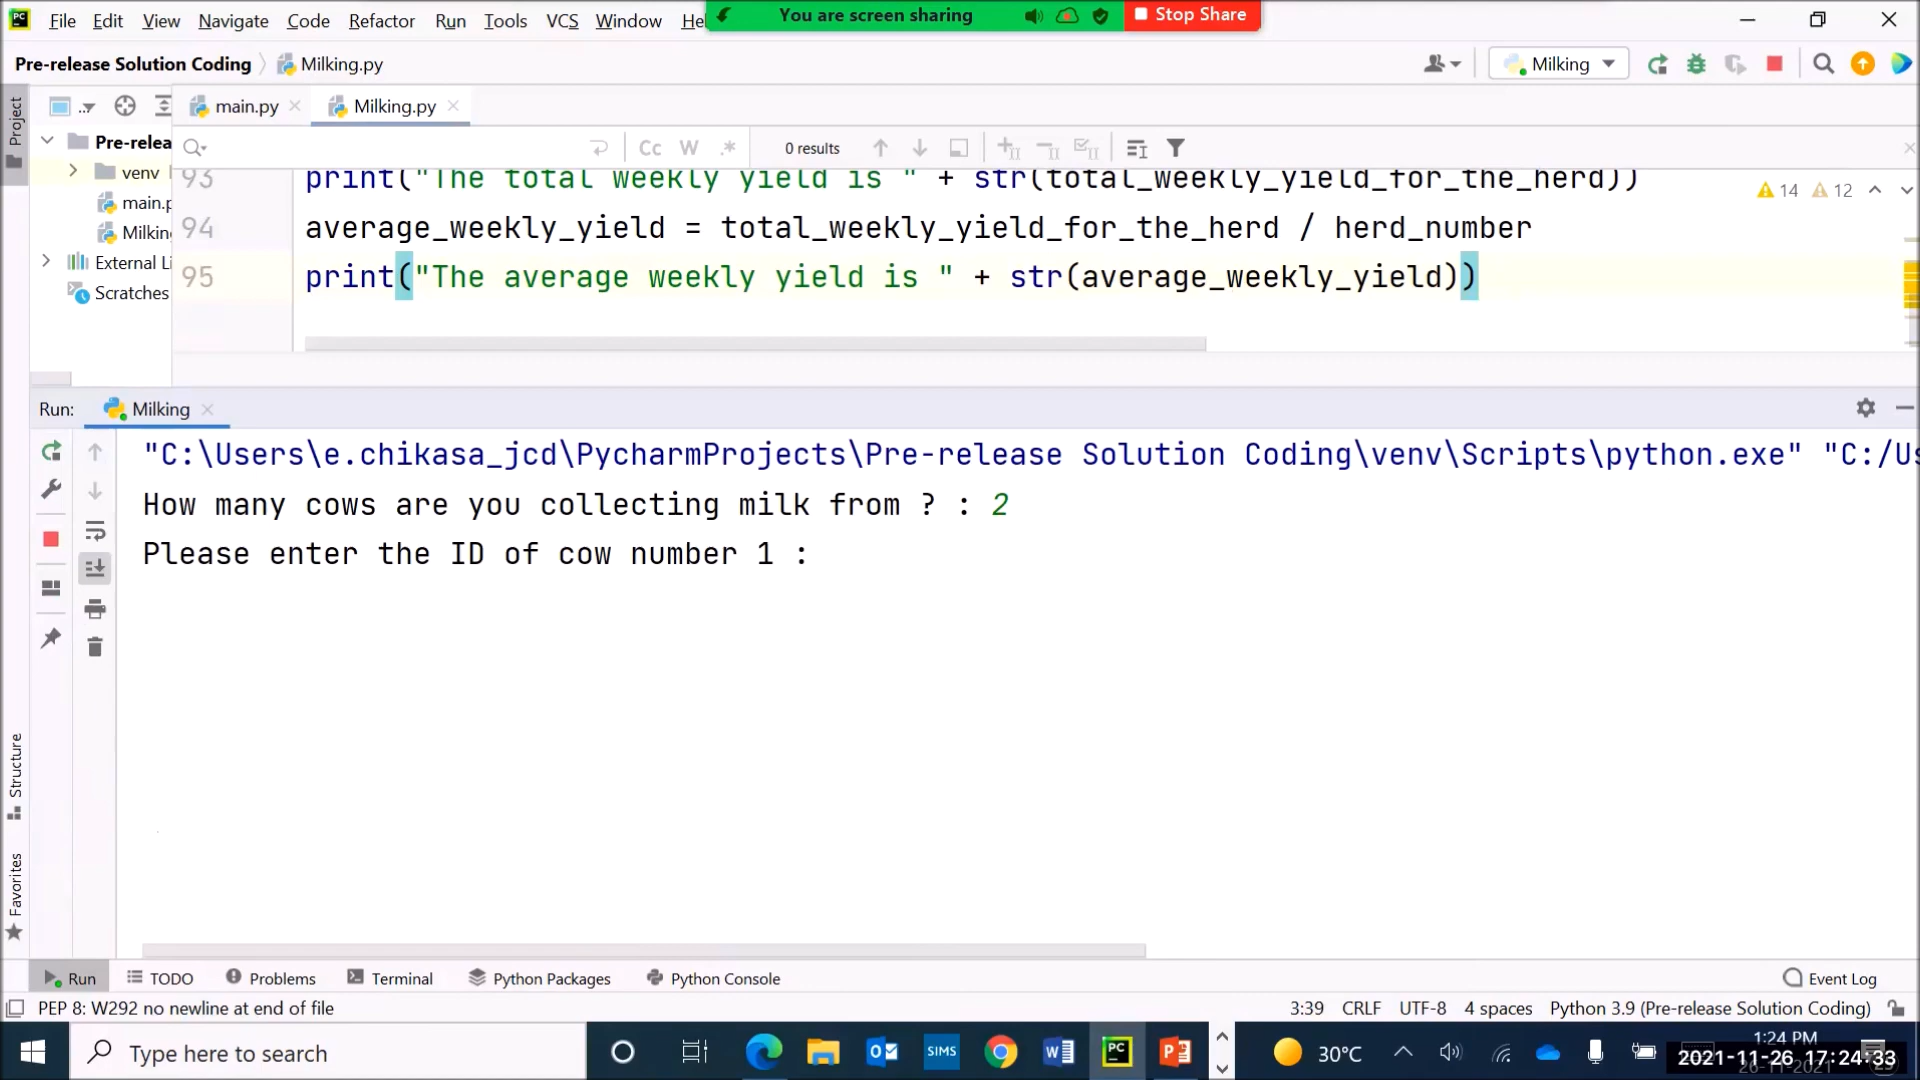 File Edit View Navigate Code Refactor Run Tools VCS Window He
You are screen sharing
Stop Share
Pre-release Solution Coding
Milking.py
Milking
Project
main.py
Milking.py
Cc W .*
0 results
Pre-relea
venv
main.p
Milkin
External Li
Scratches
93 print("The total weekly yield is " + str(total_weekly_yield_for_the_herd))
94 average_weekly_yield = total_weekly_yield_for_the_herd / herd_number
95 print("The average weekly yield is " + str(average_weekly_yield))
14 12
Run: Milking
"C:\Users\e.chikasa_jcd\PycharmProjects\Pre-release Solution Coding\venv\Scripts\python.exe" "C:/Us
How many cows are you collecting milk from ? : 2
Please enter the ID of cow number 1 :
Structure
Favorites
Run TODO Problems Terminal Python Packages Python Console Event Log
PEP 8: W292 no newline at end of file
3:39 CRLF UTF-8 4 spaces Python 3.9 (Pre-release Solution Coding)
Type here to search
SIMS
30°C
1:24 PM
2021-11-26 17:24:33